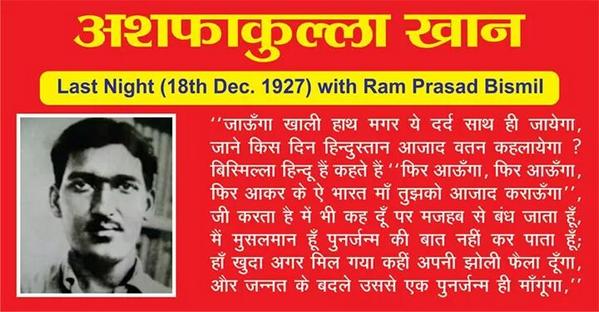 अशफाकुल्ला खान
Last Night (18th Dec. 1927) with Ram Prasad Bismil
‘‘जाऊँगा खाली हाथ मगर ये दर्द साथ ही जायेगा,
जाने किस दिन हिन्दुस्तान आजाद वतन कहलायेगा ?
बिस्मिल्ला हिन्दू हैं कहते हैं ‘‘फिर आऊँगा, फिर आऊँगा,
फिर आकर के ऐ भारत माँ तुझको आजाद कराऊँगा’’,
जी करता है में भी कह दूँ पर मजहब से बंध जाता हूँ,
मैं मुसलमान हूँ पुनर्जन्म की बात नहीं कर पाता हूँ;
हाँ खुदा अगर मिल गया कहीं अपनी झोली फैला दूँगा,
और जन्नत के बदले उससे एक पुनर्जन्म ही माँगूंगा,’’